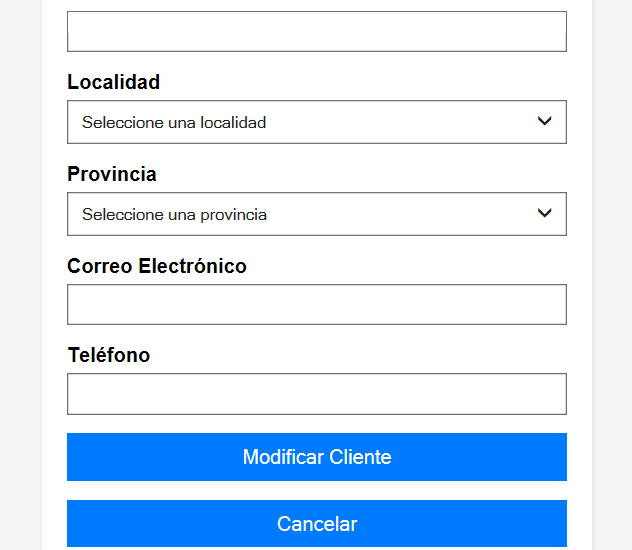 Localidad
Seleccione una localidad
Provincia
Seleccione una provincia
Correo Electrónico
Teléfono
Modificar Cliente
Cancelar